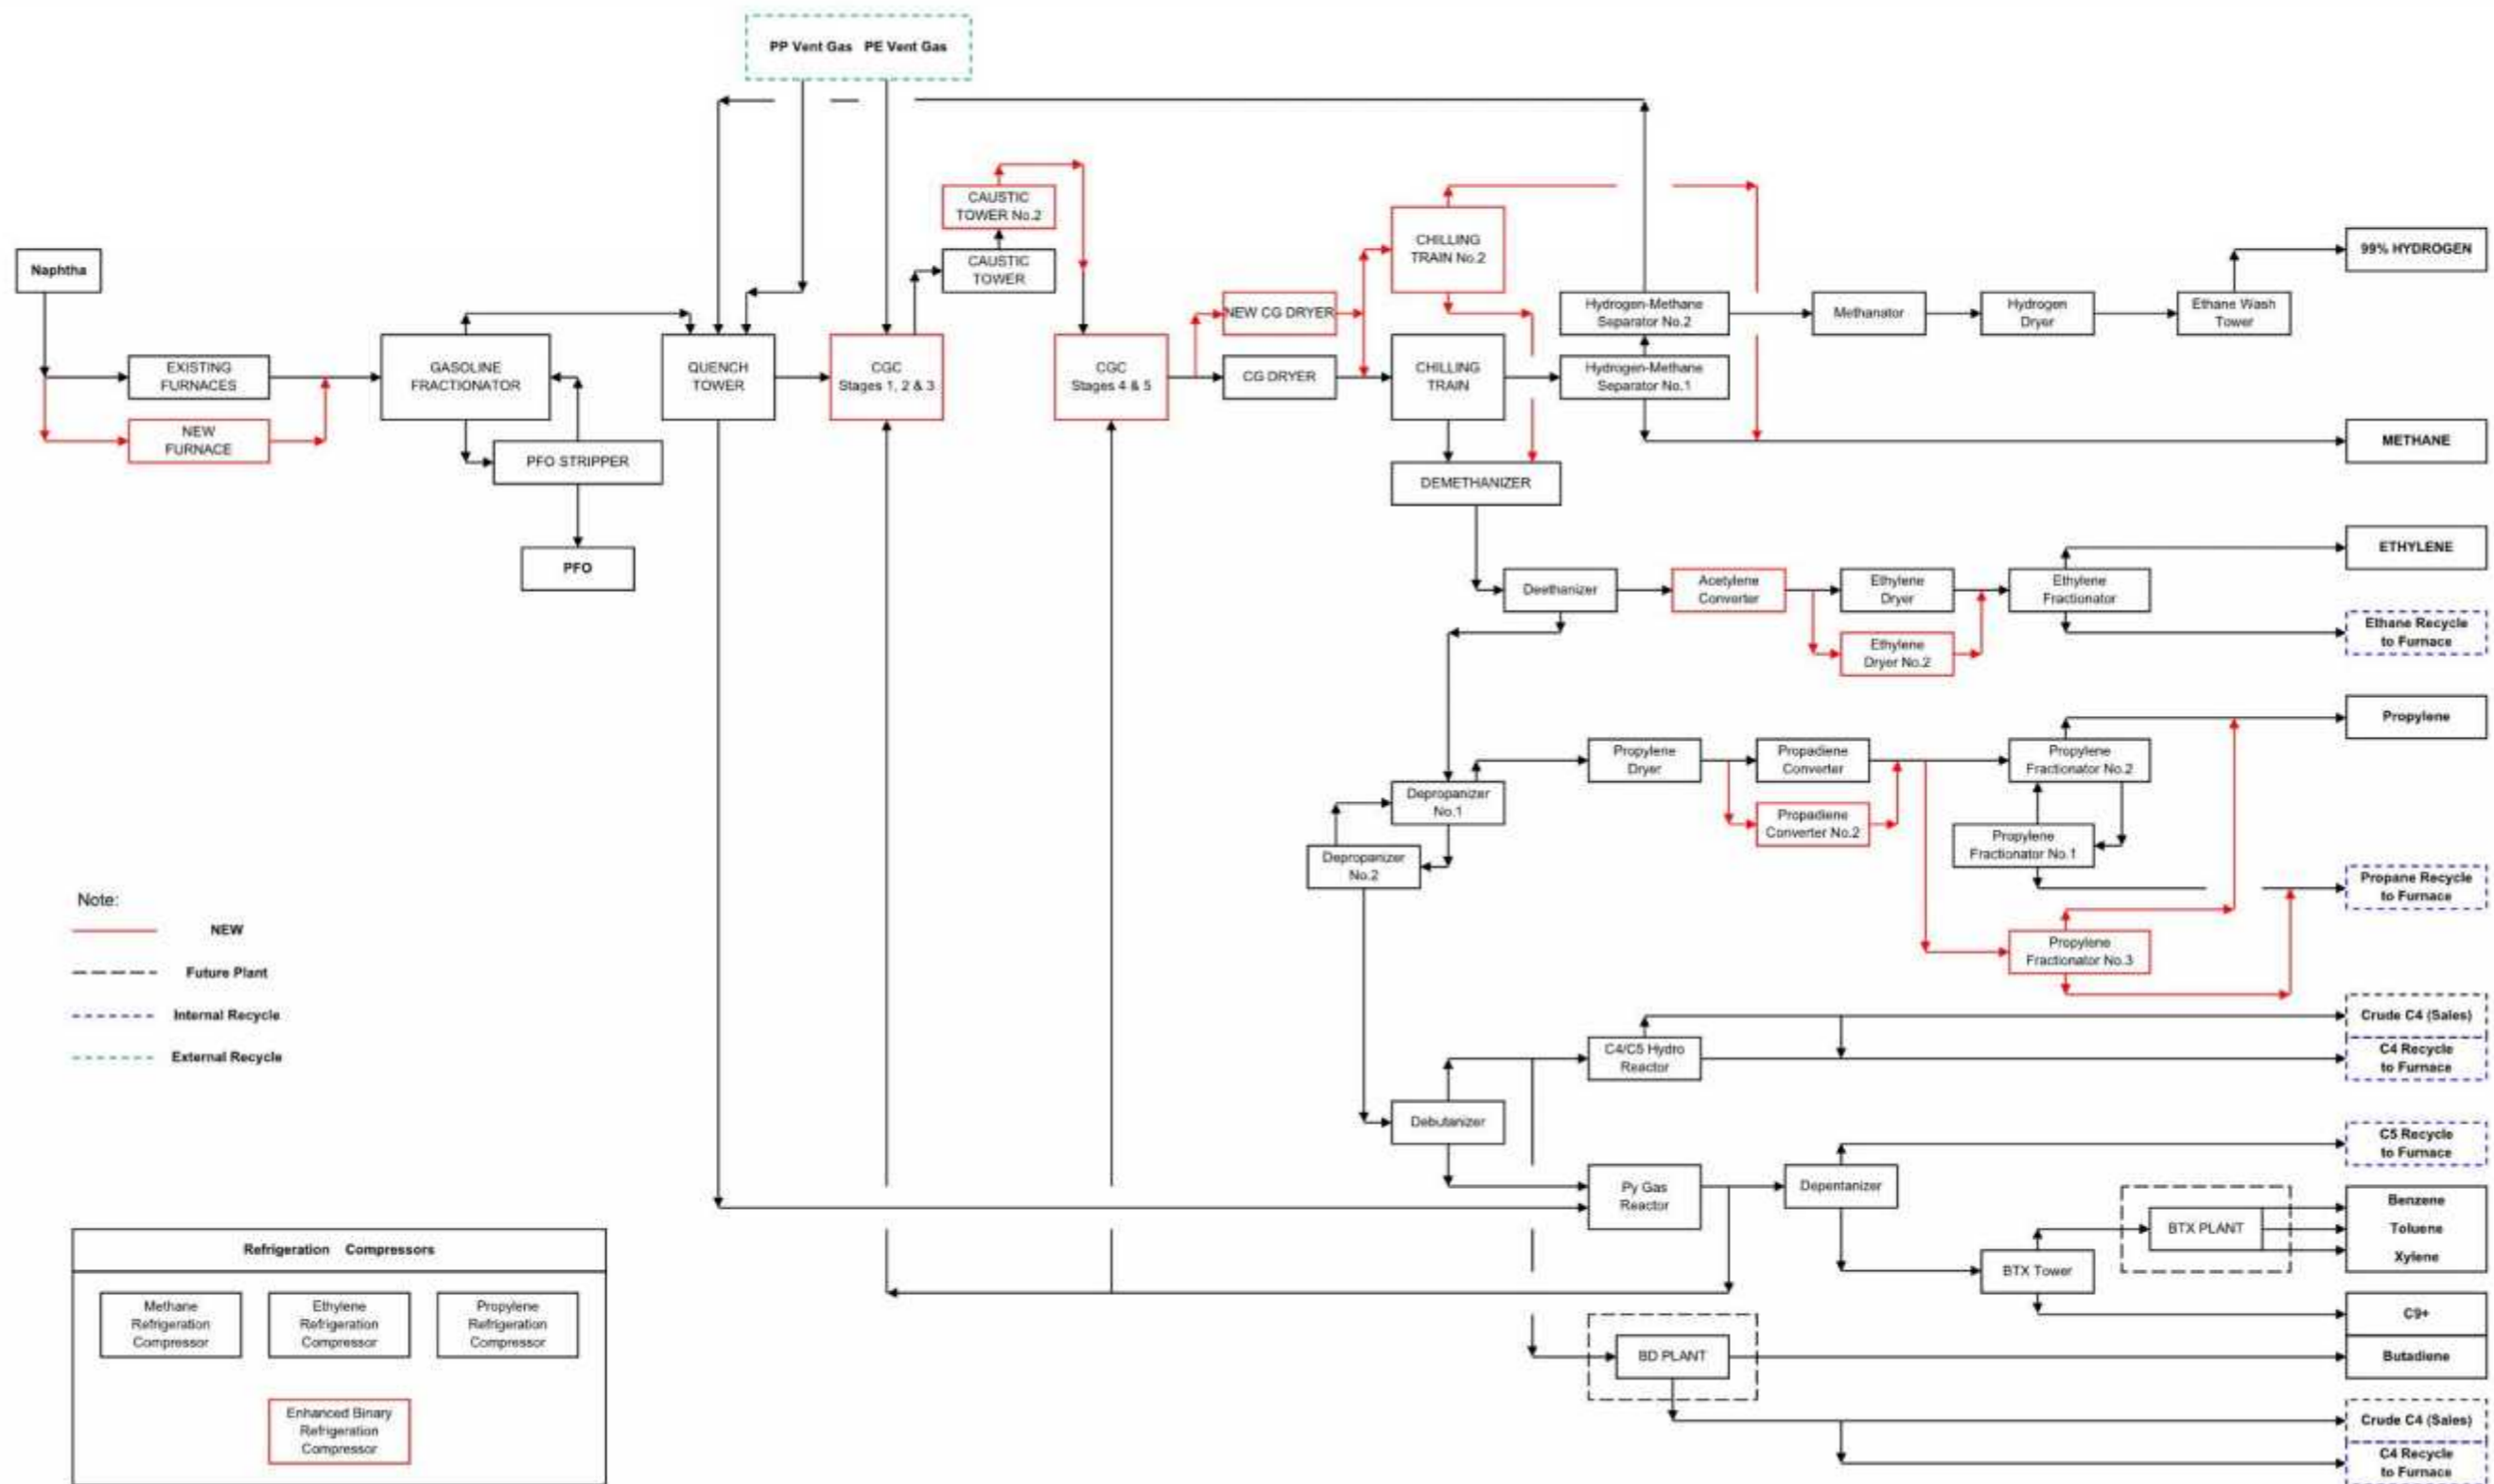 PP Vent Gas PE Vent Gas
CAUSTIC
TOWER No.2
CAUSTIC
TOWER
CHILLING
TRAIN No.2
99% HYDROGEN
Naphtha
NEW CG DRYER
Hydrogen-Methane
Separator No.2
Methanator
Hydrogen
Dryer
Ethane Wash
Tower
EXISTING
FURNACES
GASOLINE
FRACTIONATOR
QUENCH
TOWER
CGC
Stages 1, 2 & 3
CGC
Stages 4 & 5
CG DRYER
CHILLING
TRAIN
Hydrogen-Methane
Separator No.1
NEW
FURNACE
PFO STRIPPER
METHANE
DEMETHANIZER
PFO
ETHYLENE
Deethanizer
Acetylene
Converter
Ethylene
Dryer
Ethylene
Fractionator
Ethylene
Dryer No.2
Ethane Recycle
to Furnace
Propylene
Propylene
Dryer
Propadiene
Converter
Propylene
Fractionator No.2
Depropanizer
No.1
Propadiene
Converter No.2
Propylene
Fractionator No.1
Depropanizer
No.2
Propane Recycle
to Furnace
Propylene
Fractionator No.3
Note:
NEW
Future Plant
Internal Recycle
External Recycle
Crude C4 (Sales)
C4/C5 Hydro
Reactor
C4 Recycle
to Furnace
Debutanizer
C5 Recycle
to Furnace
Py Gas
Reactor
Depentanizer
BTX PLANT
Benzene
Toluene
Xylene
BTX Tower
C9+
BD PLANT
Butadiene
Crude C4 (Sales)
C4 Recycle
to Furnace
Refrigeration Compressors
Methane
Refrigeration
Compressor
Ethylene
Refrigeration
Compressor
Propylene
Refrigeration
Compressor
Enhanced Binary
Refrigeration
Compressor